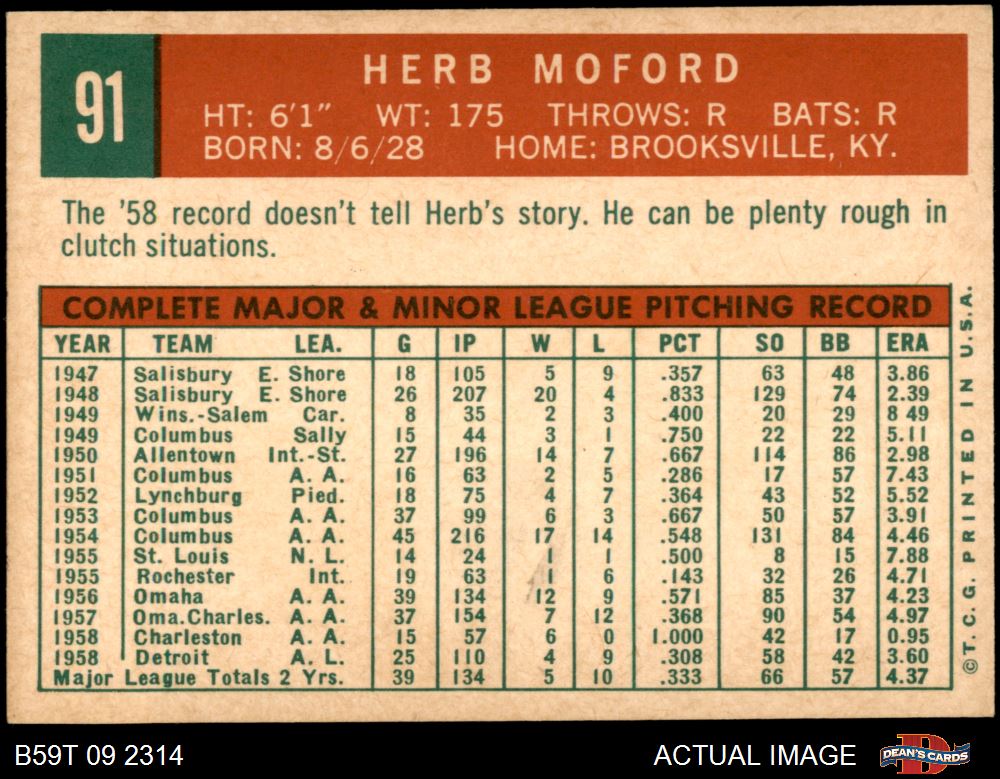 91
HERB MOFORD
HT: 6'1" WT: 175 THROWS: R BATS: R
BORN: 8/6/28 HOME: BROOKSVILLE, KY.
The '58 record doesn't tell Herb's story. He can be plenty rough in
clutch situations.
COMPLETE MAJOR & MINOR LEAGUE PITCHING RECORD
YEAR TEAM LEA. G IP W L PCT SO BB ERA
1947 Salisbury E. Shore 18 105 5 9 .357 63 48 3.86
1948 Salisbury E. Shore 26 207 20 4 .833 129 74 2.39
1949 Wins.-Salem Car. 8 35 2 3 .400 20 29 8 49
1949 Columbus Sally 15 44 3 1 .750 22 22 5.11
1950 Allentown Int.-St. 27 196 14 7 .667 114 86 2.98
1951 Columbus A. A. 16 63 2 5 .286 17 57 7.43
1952 Lynchburg Pied. 18 75 4 7 .364 43 52 5.52
1953 Columbus A. A. 37 99 6 3 .667 50 57 3.91
1954 Columbus A. A. 45 216 17 14 .548 131 84 4.46
1955 St. Louis N. L. 14 24 1 1 .500 8 15 7.88
1955 Rochester Int. 19 63 1 6 .143 32 26 4.71
1956 Omaha A. A. 39 134 12 9 .571 85 37 4.23
1957 Oma.Charles. A. A. 37 154 7 12 .368 90 54 4.97
1958 Charleston A. A. 15 57 6 0 1.000 42 17 0.95
1958 Detroit A. L. 25 110 4 9 .308 58 42 3.60
Major League Totals 2 Yrs. 39 134 5 10 .333 66 57 4.37
©T.C.G. PRINTED IN U.S.A.
B59T 09 2314 ACTUAL IMAGE
DEAN'S CARDS